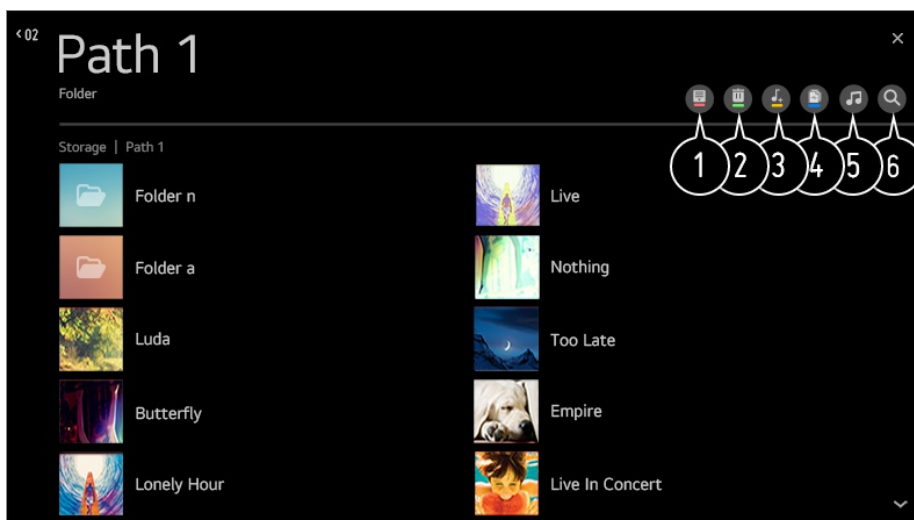 <02
Path 1
×
Folder
1 2 3 4 5 6
Storage | Path 1
Folder n
Live
Folder a
Nothing
Luda
Too Late
Butterfly
Empire
Lonely Hour
Live In Concert